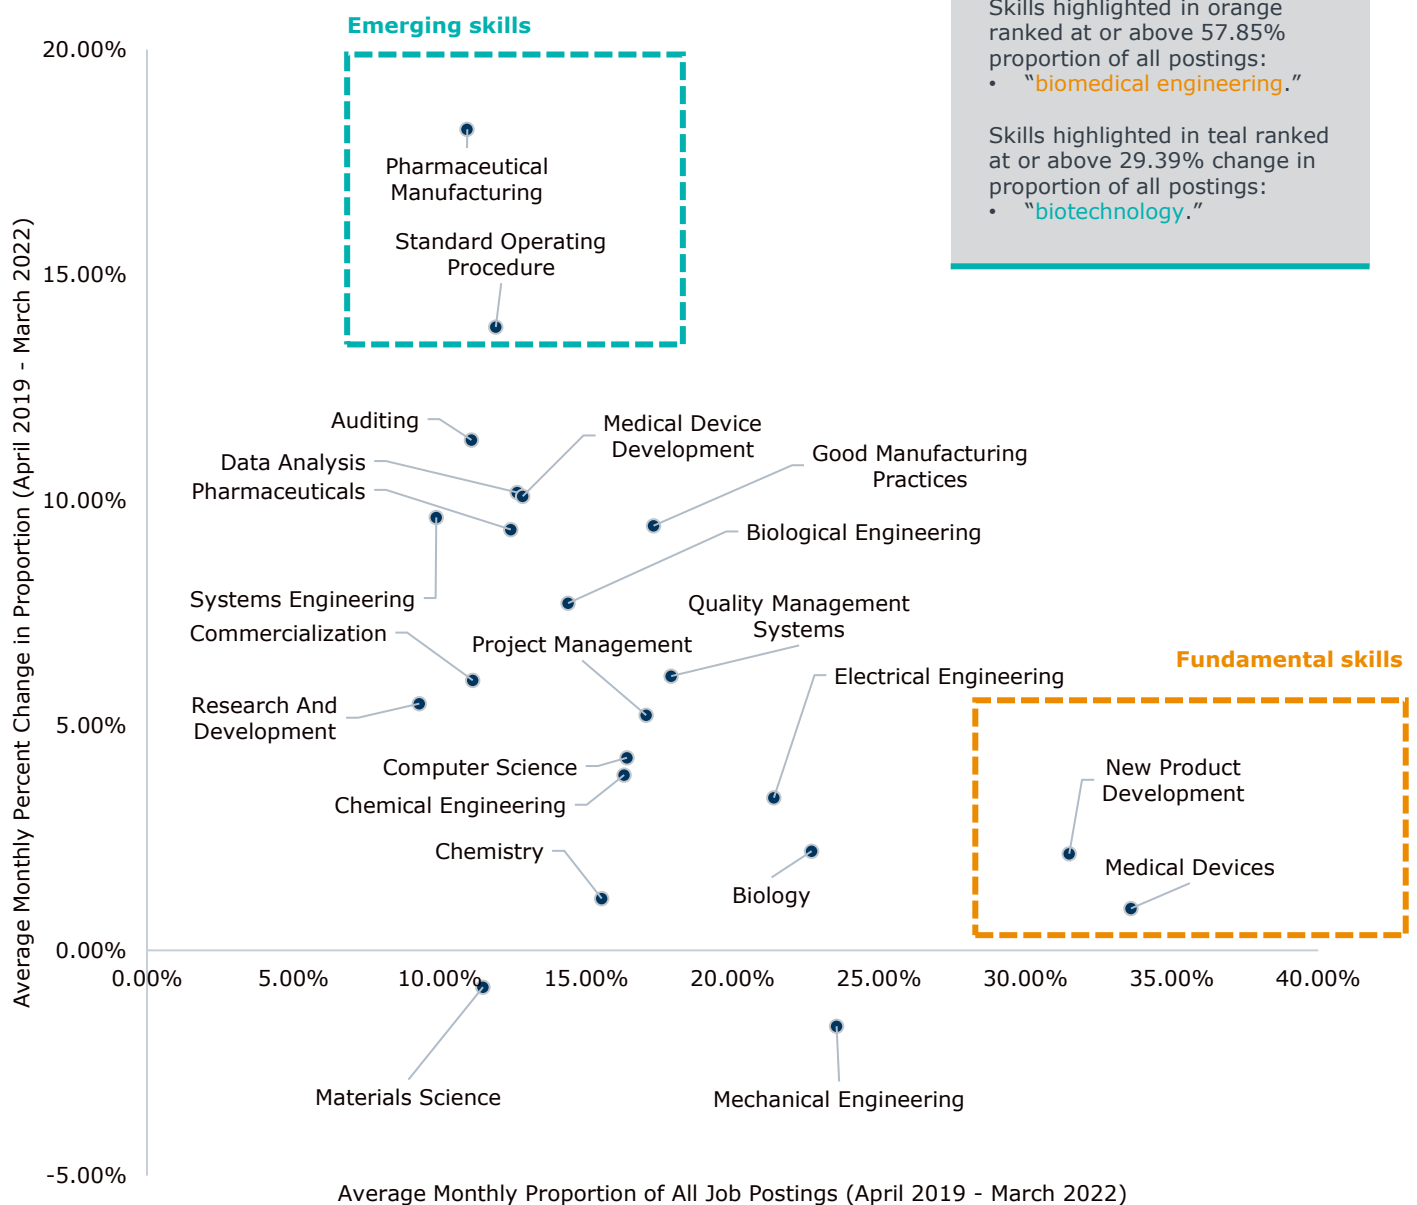 Skills highlighted in orange
ranked at or above 57.85%
proportion of all postings:
• “biomedical engineering.”
Skills highlighted in teal ranked
at or above 29.39% change in
proportion of all postings:
• “biotechnology.”
Emerging skills
20.00%
Pharmaceutical
Manufacturing
Standard Operating
Procedure
15.00%
Auditing
Medical Device
Development
Data Analysis
Good Manufacturing
Practices
Pharmaceuticals
10.00%
Biological Engineering
Systems Engineering
Quality Management
Systems
Commercialization
Project Management
Fundamental skills
Electrical Engineering
Research And
Development
5.00%
Computer Science
New Product
Development
Chemical Engineering
Chemistry
Medical Devices
Biology
0.00%
0.00% 5.00% 10.00% 15.00% 20.00% 25.00% 30.00% 35.00% 40.00%
Materials Science
Mechanical Engineering
-5.00%
Average Monthly Percent Change in Proportion (April 2019 - March 2022)
Average Monthly Proportion of All Job Postings (April 2019 - March 2022)